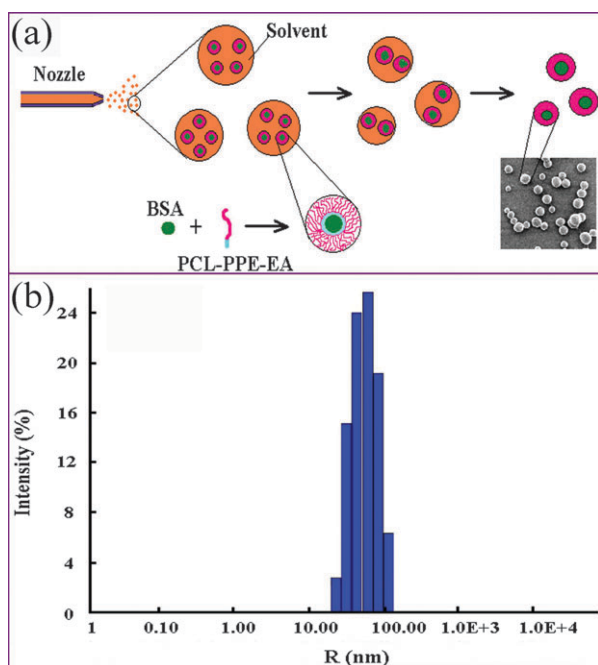 (a)
Solvent
Nozzle
BSA
+
PCL-PPE-EA
(b)
Intensity (%)
24
20
16
12
8
4
0
1 0.10 1.00 10.00 100.00 1.0E+3 1.0E+4
R (nm)